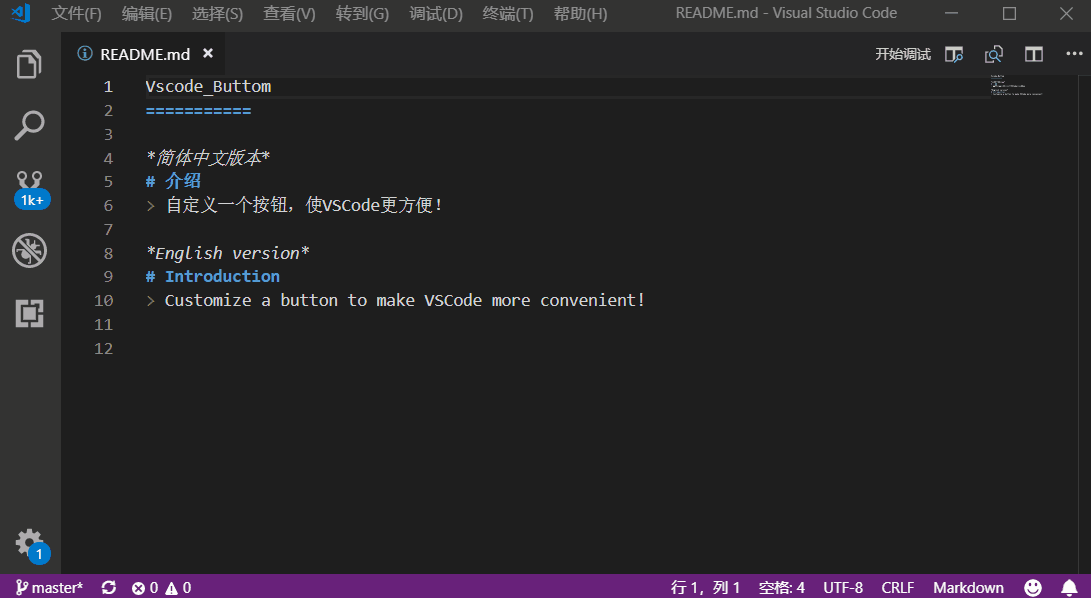 文件(F) 编辑(E) 选择(S) 查看(V) 转到(G) 调试(D) 终端(T) 帮助(H) README.md - Visual Studio Code
README.md 开始调试
1 Vscode_Buttom
2 ===========
3
4 *简体中文版本*
5 # 介绍
6 > 自定义一个按钮，使VSCode更方便！
7
8 *English version*
9 # Introduction
10 > Customize a button to make VSCode more convenient!
11
12
1k+
1
master* 0 0 行 1，列 1 空格: 4 UTF-8 CRLF Markdown